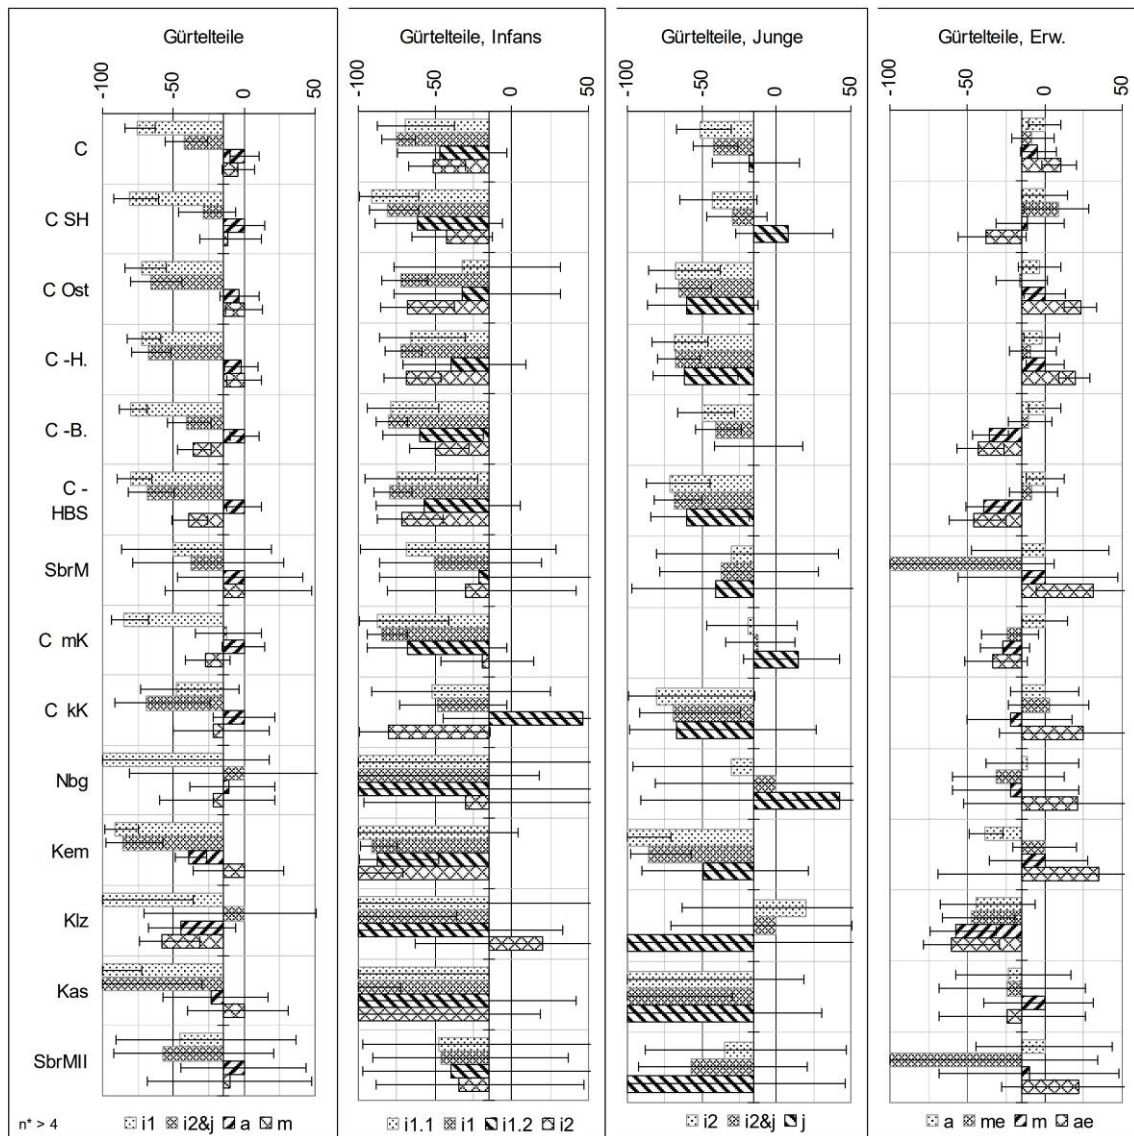 Gürtelteile
Gürtelteile, Infans
Gürtelteile, Junge
Gürtelteile, Erw.
-100 -50 0 50
-100 -50 0 50
-100 -50 0 50
-100 -50 0 50
C
C SH
C Ost
C -H.
C -B.
C -
HBS
SbrM
C mK
C kK
Nbg
Kem
Klz
Kas
SbrMII
n* > 4
i1 i2&j a m
i1.1 i1 i1.2 i2
i2 i2&j j
a me m ae